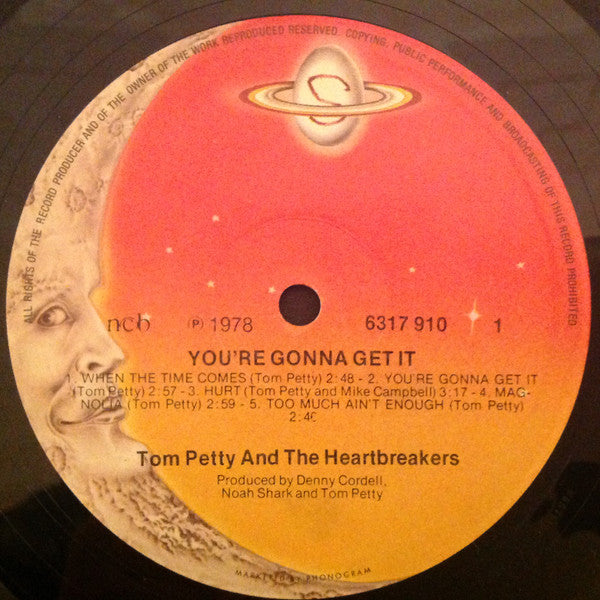 ALL RIGHTS OF THE RECORD PRODUCER AND OF THE OWNER OF THE WORK REPRODUCED RESERVED. COPYING, PUBLIC PERFORMANCE AND BROADCASTING OF THIS RECORD PROHIBITED
ncb ℗ 1978 6317 910 1
YOU'RE GONNA GET IT
1. WHEN THE TIME COMES (Tom Petty) 2:48 - 2. YOU'RE GONNA GET IT
(Tom Petty) 2:57 - 3. HURT (Tom Petty and Mike Campbell) 3:17 - 4. MAG-
NOLIA (Tom Petty) 2:59 - 5. TOO MUCH AIN'T ENOUGH (Tom Petty)
Tom Petty And The Heartbreakers
Produced by Denny Cordell,
Noah Shark and Tom Petty
MARKETED BY PHONOGRAM